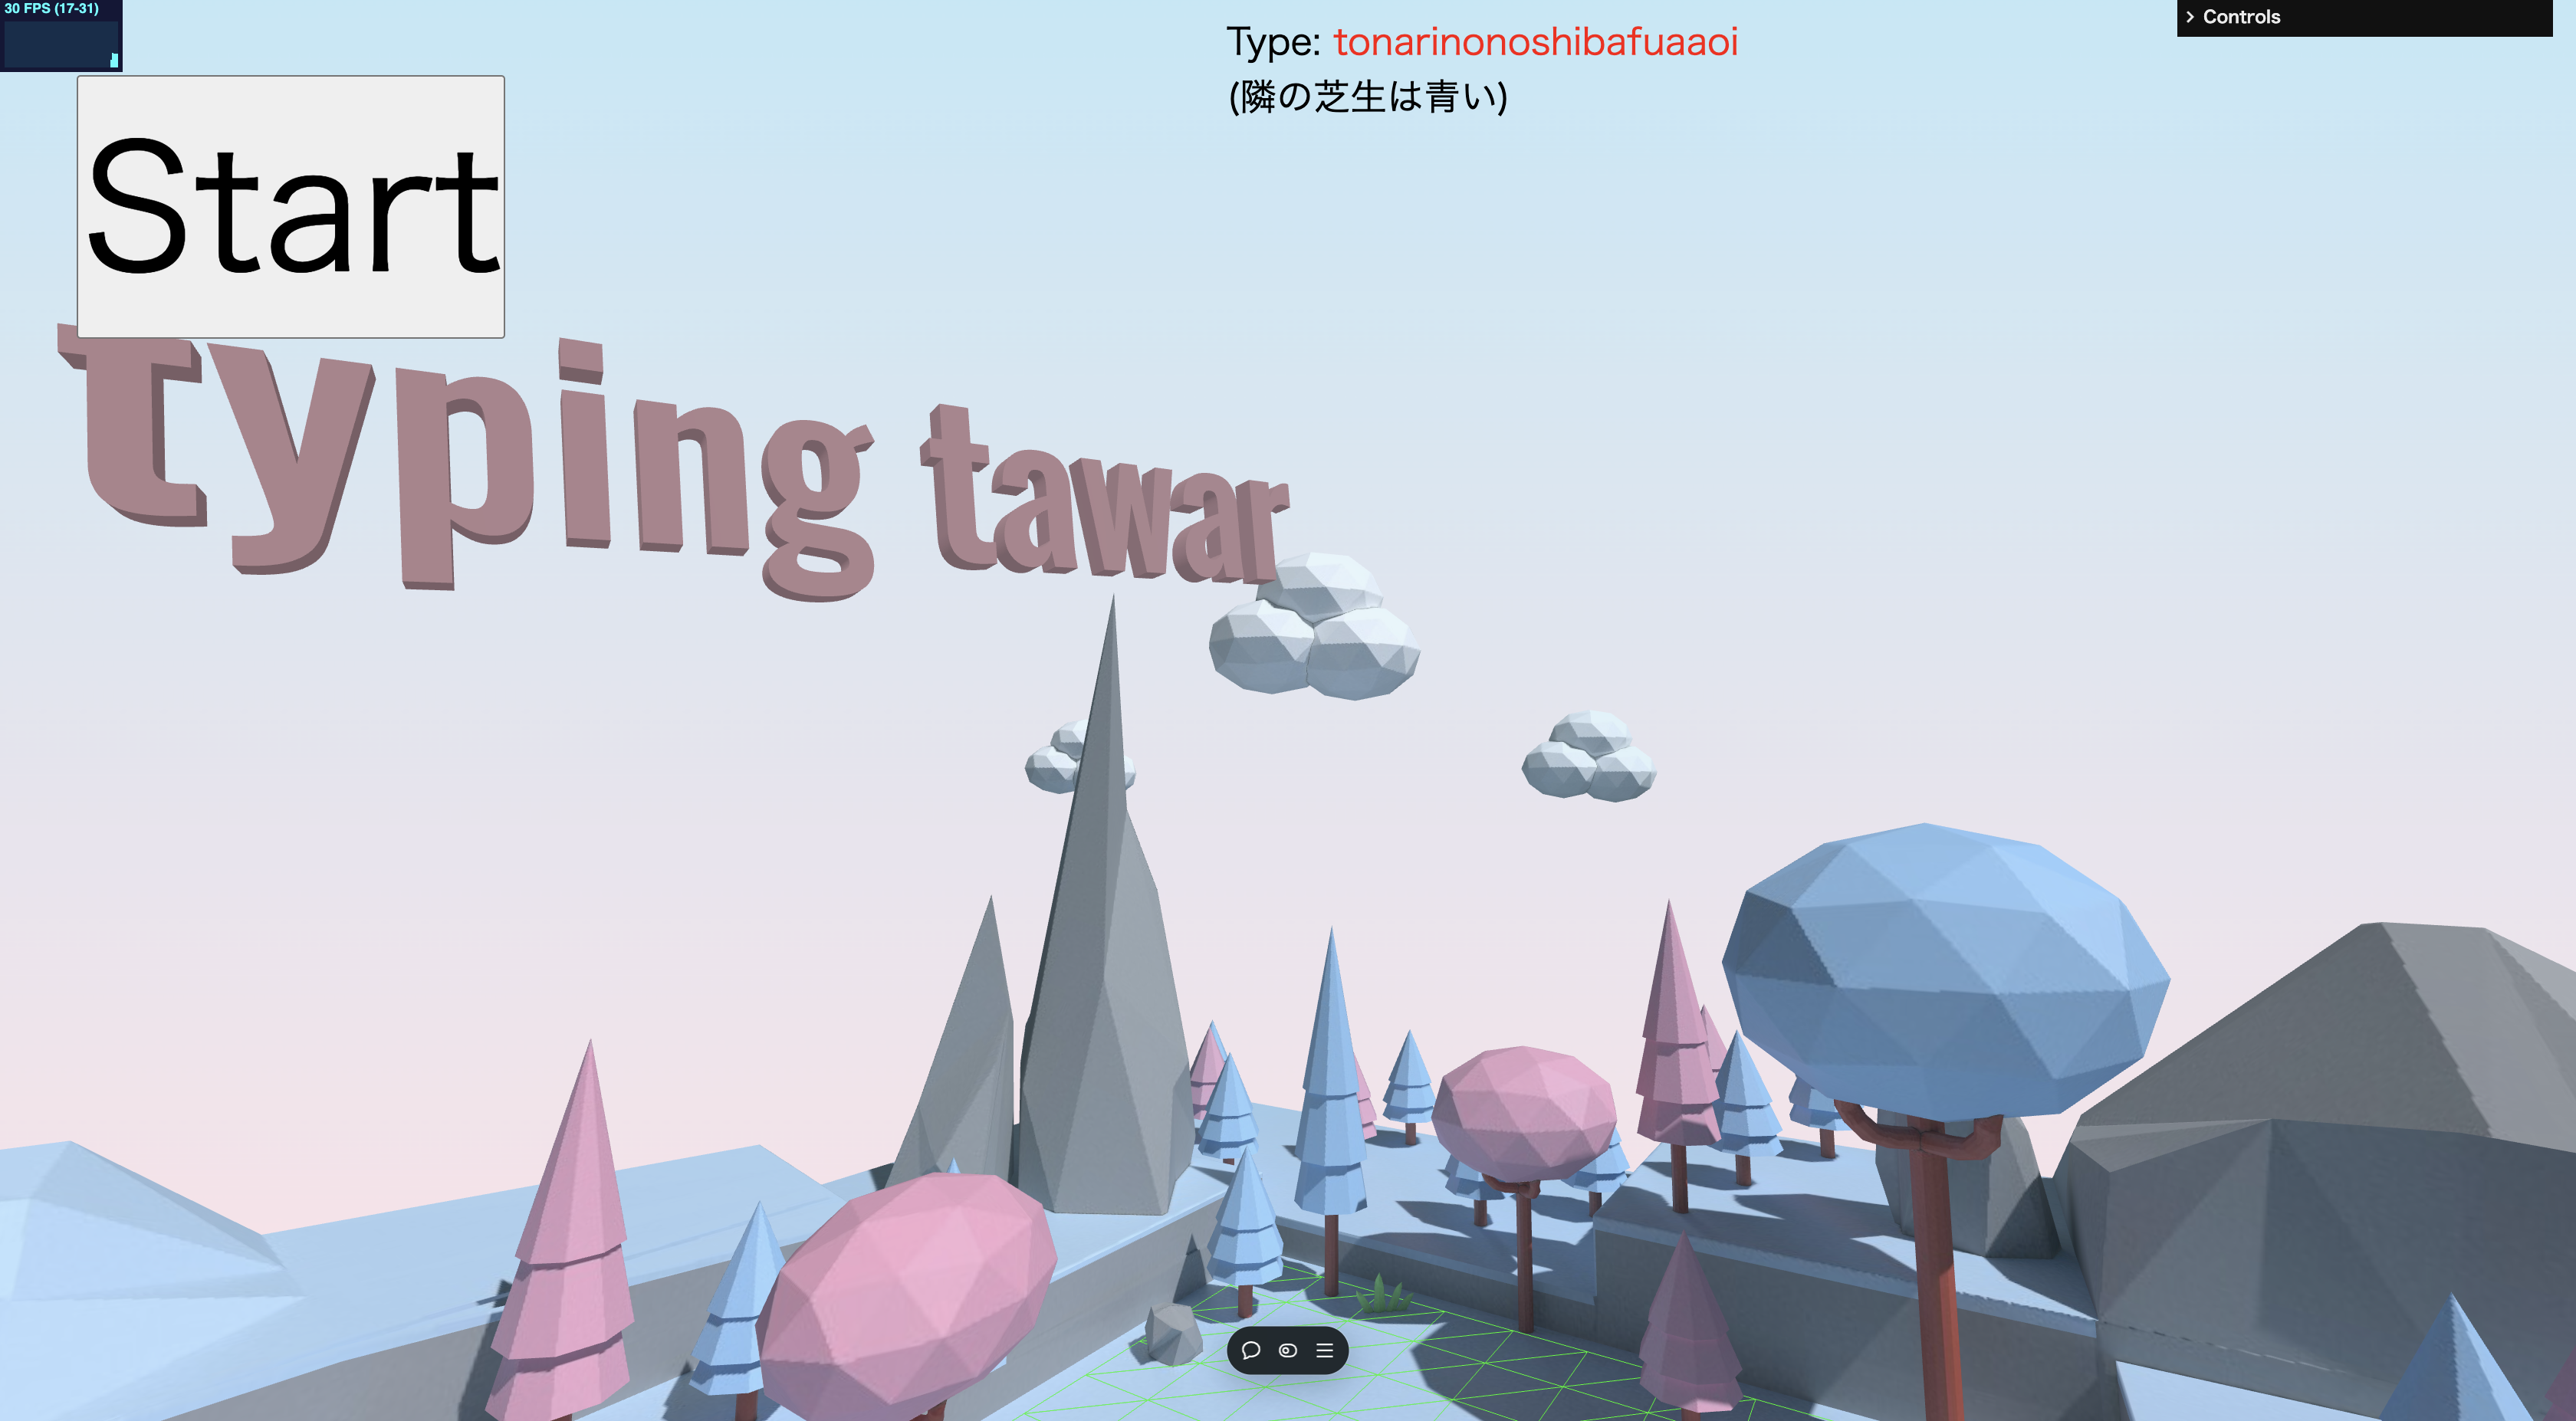 30 FPS (17-31)
Type: tonarinonoshibafuaaoi
(隣の芝生は青い)
Controls
Start
typing tawar